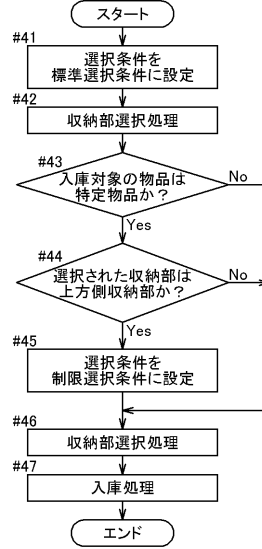 スタート
#41
選択条件を
標準選択条件に設定
#42
収納部選択処理
#43
入庫対象の物品は
特定物品か？
No
Yes
#44
選択された収納部は
上方側収納部か？
No
Yes
#45
選択条件を
制限選択条件に設定
#46
収納部選択処理
#47
入庫処理
エンド